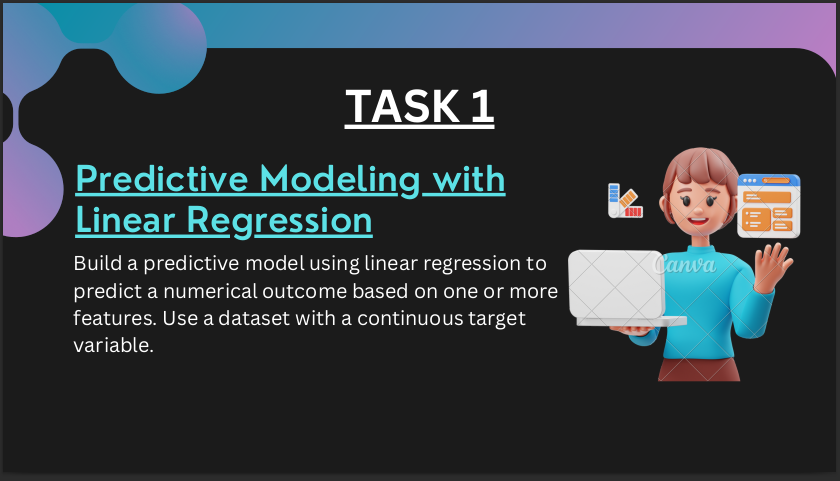 TASK 1
Predictive Modeling with
Linear Regression
Build a predictive model using linear regression to
predict a numerical outcome based on one or more
features. Use a dataset with a continuous target
variable.
Canva